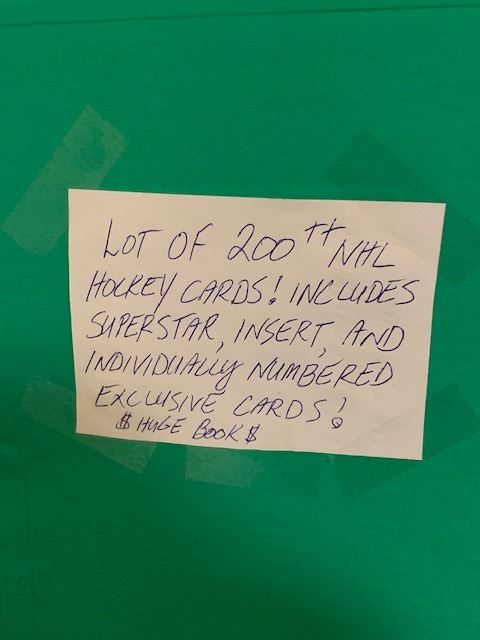 LOT OF 200++ NHL
HOCKEY CARDS! INCLUDES
SUPERSTAR, INSERT, AND
INDIVIDUALLY NUMBERED
EXCLUSIVE CARDS!
$ HUGE BOOK $